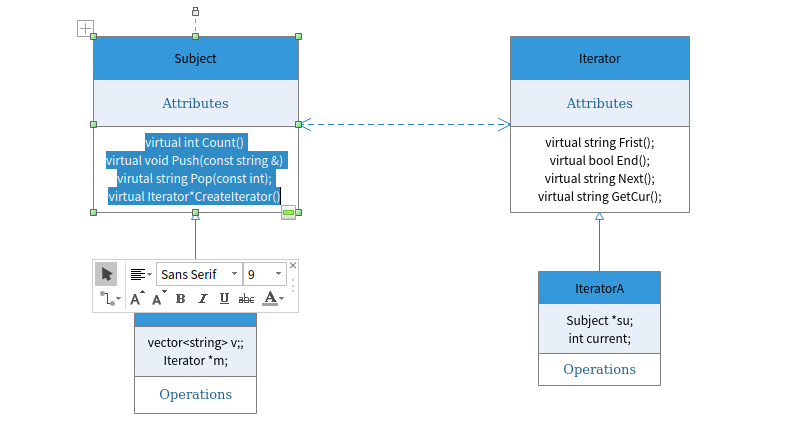 Subject
Attributes
virtual int Count()
virtual void Push(const string &)
virutal string Pop(const int);
virtual Iterator*CreateIterator()
Iterator
Attributes
virtual string Frist();
virtual bool End();
virtual string Next();
virtual string GetCur();
Sans Serif
9
A A B I U abc A
vector<string> v;;
Iterator *m;
Operations
IteratorA
Subject *su;
int current;
Operations